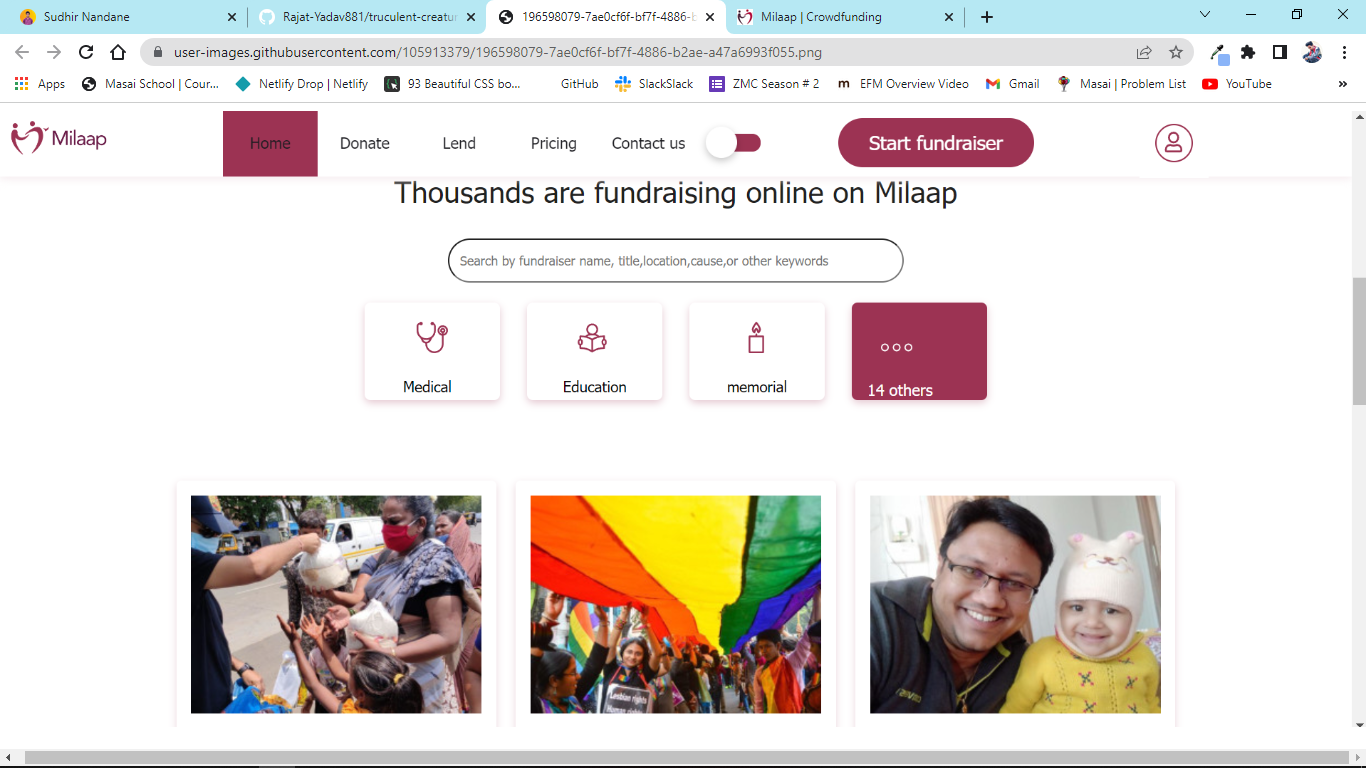 Sudhir Nandane
Rajat-Yadav881/truculent-creatur
196598079-7ae0cf6f-bf7f-4886-b
Milaap | Crowdfunding
user-images.githubusercontent.com/105913379/196598079-7ae0cf6f-bf7f-4886-b2ae-a47a6993f055.png
Apps
Masai School | Cour...
Netlify Drop | Netlify
93 Beautiful CSS bo...
GitHub
SlackSlack
ZMC Season # 2
m EFM Overview Video
Gmail
Masai | Problem List
YouTube
»
Milaap
Home
Donate
Lend
Pricing
Contact us
Start fundraiser
Thousands are fundraising online on Milaap
Search by fundraiser name, title,location,cause,or other keywords
Medical
Education
memorial
14 others
Lesbian rights
Human rights